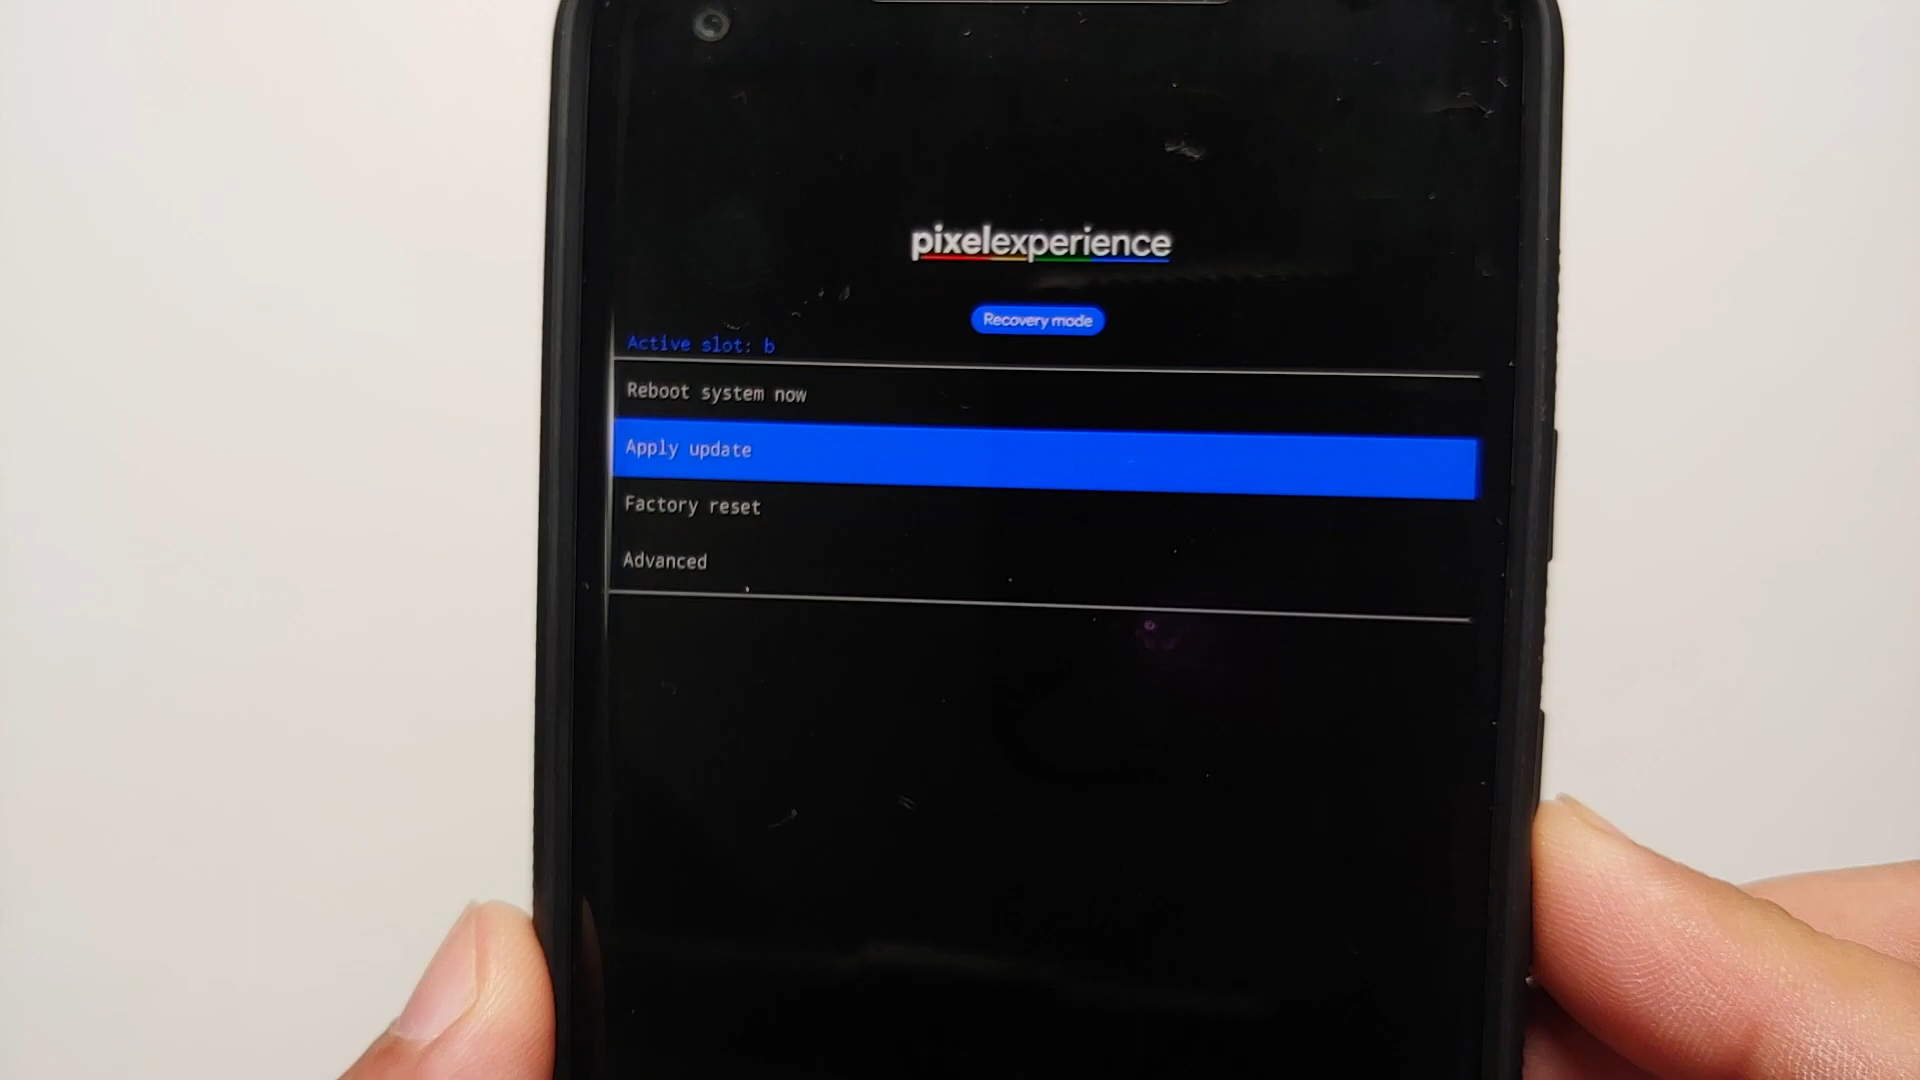 pixelexperience
Recovery mode
Active slot: b
Reboot system now
Apply update
Factory reset
Advanced